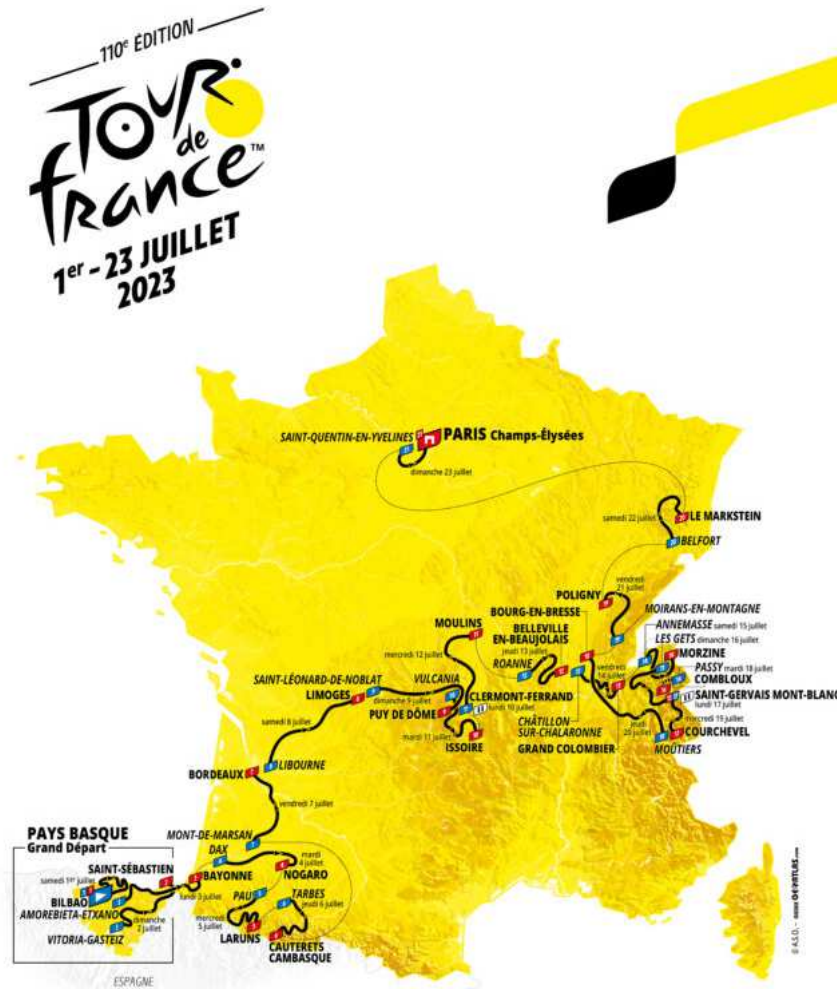 110e ÉDITION
TOUR
de
france™
1er - 23 JUILLET
2023
SAINT-QUENTIN-EN-YVELINES
PARIS Champs-Élysées
dimanche 23 juillet
samedi 22 juillet
LE MARKSTEIN
BELFORT
vendredi
21 juillet
POLIGNY
MOIRANS-EN-MONTAGNE
BOURG-EN-BRESSE
ANNEMASSE samedi 15 juillet
MOULINS
BELLEVILLE
EN-BEAUJOLAIS
LES GETS dimanche 16 juillet
jeudi 13 juillet
MORZINE
mercredi 12 juillet
ROANNE
PASSY mardi 18 juillet
vendredi
14 juillet
COMBLOUX
SAINT-LÉONARD-DE-NOBLAT
VULCANIA
LIMOGES
dimanche 9 juillet
CLERMONT-FERRAND
SAINT-GERVAIS MONT-BLANC
lundi 10 juillet
lundi 17 juillet
PUY DE DÔME
CHÂTILLON
SUR-CHALARONNE
mercredi 19 juillet
samedi 8 juillet
mardi 11 juillet
jeudi
20 juillet
COURCHEVEL
ISSOIRE
GRAND COLOMBIER
MOÛTIERS
LIBOURNE
BORDEAUX
vendredi 7 juillet
PAYS BASQUE
Grand Départ
MONT-DE-MARSAN
DAX
mardi
4 juillet
SAINT-SÉBASTIEN
BAYONNE
NOGARO
samedi 1er juillet
lundi 3 juillet
PAU
TARBES
jeudi 6 juillet
BILBAO
AMOREBIETA-ETXANO
dimanche
2 juillet
mercredi
5 juillet
VITORIA-GASTEIZ
LARUNS
CAUTERETS
CAMBASQUE
ESPAGNE
© A.S.O. -